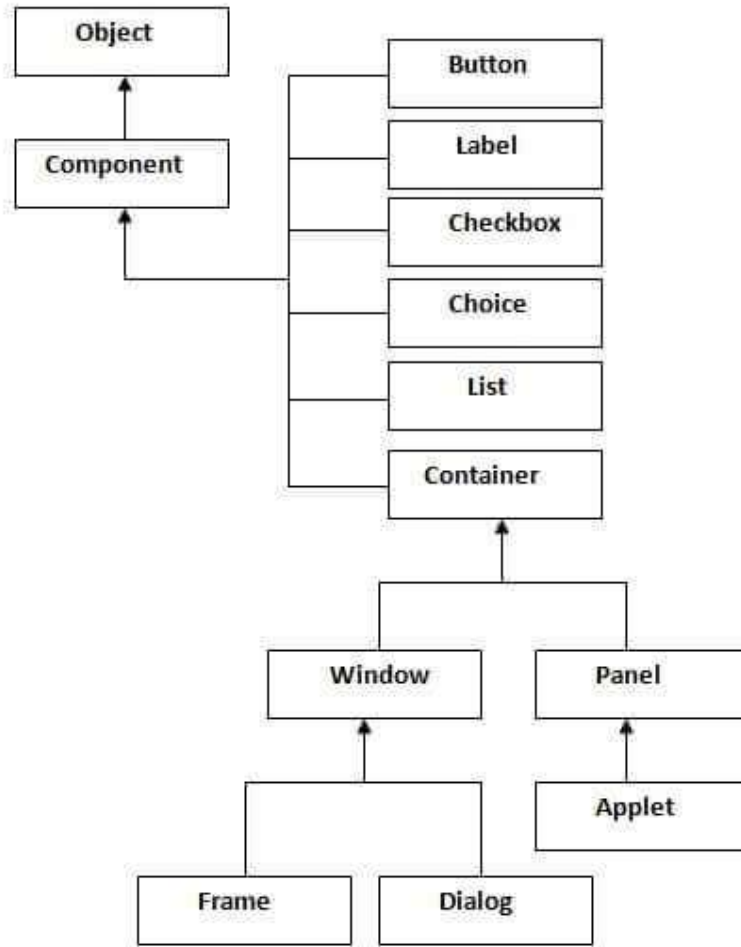 Object
Component
Button
Label
Checkbox
Choice
List
Container
Window
Panel
Applet
Frame
Dialog